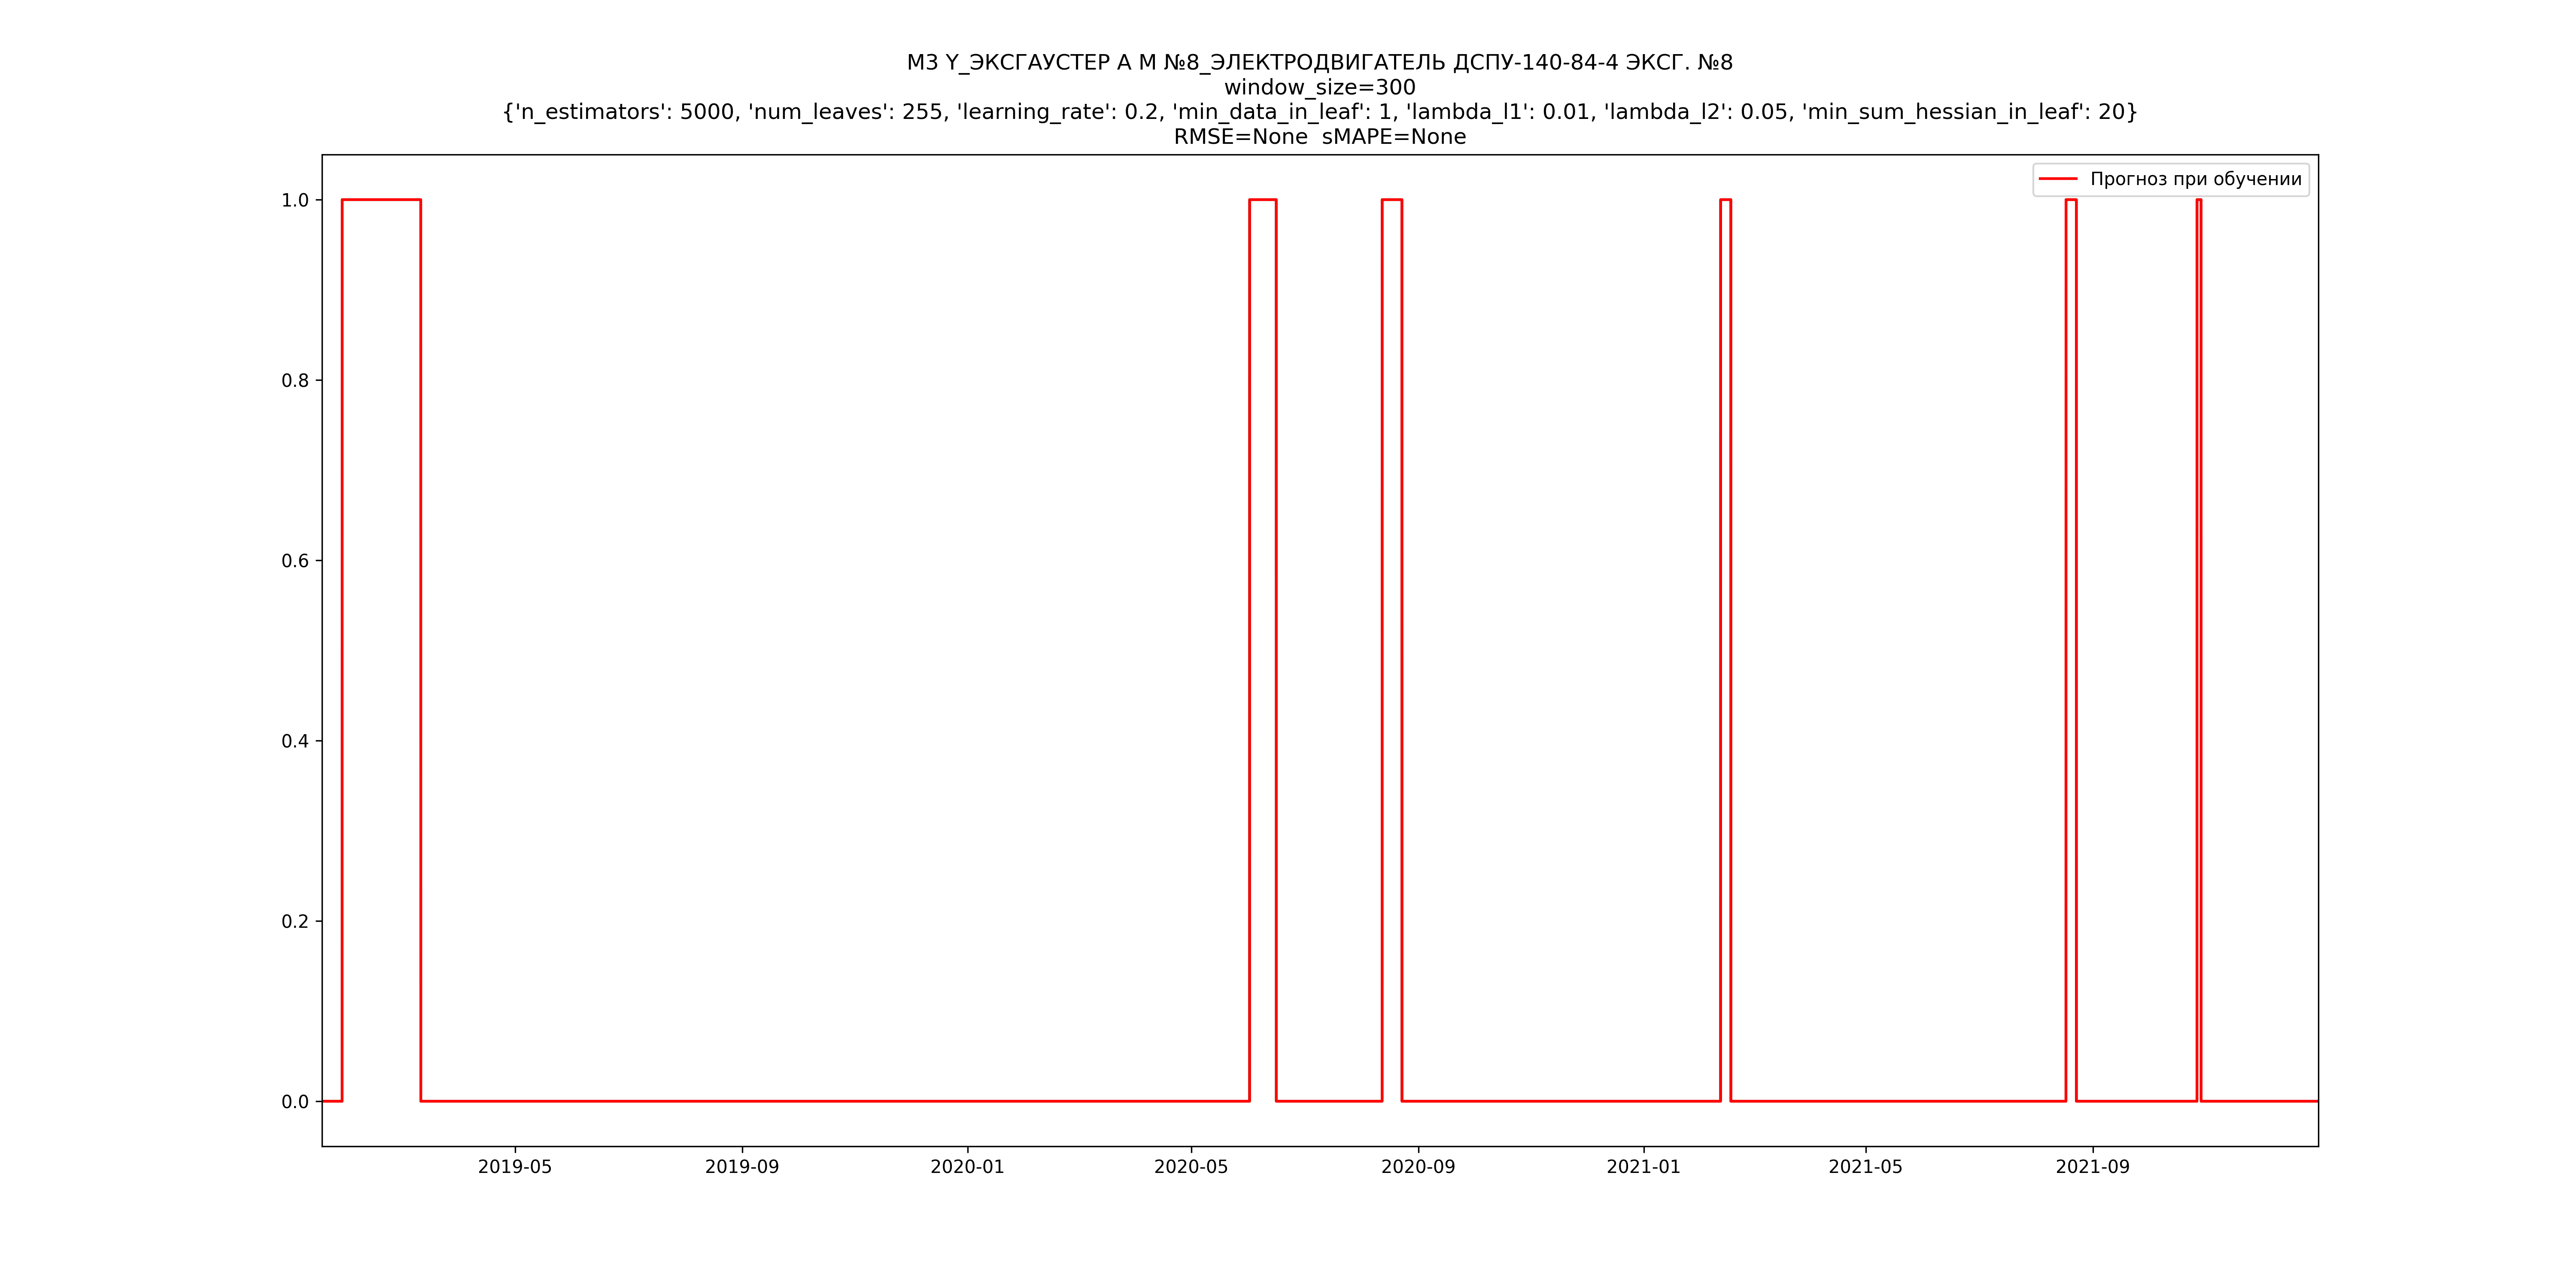 МЗ Y_ЭКСГАУСТЕР А М №8_ЭЛЕКТРОДВИГАТЕЛЬ ДСПУ-140-84-4 ЭКСГ. №8
window_size=300
{'n_estimators': 5000, 'num_leaves': 255, 'learning_rate': 0.2, 'min_data_in_leaf': 1, 'lambda_l1': 0.01, 'lambda_l2': 0.05, 'min_sum_hessian_in_leaf': 20}
RMSE=None  sMAPE=None
Прогноз при обучении
1.0
0.8
0.6
0.4
0.2
0.0
2019-05
2019-09
2020-01
2020-05
2020-09
2021-01
2021-05
2021-09